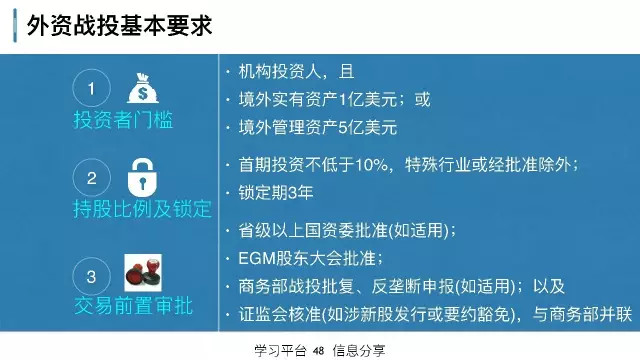 外资战投基本要求
1
投资者门槛
· 机构投资人，且
· 境外实有资产1亿美元；或
· 境外管理资产5亿美元
2
持股比例及锁定
· 首期投资不低于10%，特殊行业或经批准除外；
· 锁定期3年
3
交易前置审批
· 省级以上国资委批准(如适用)；
· EGM股东大会批准；
· 商务部战投批复、反垄断申报(如适用)；以及
· 证监会核准(如涉新股发行或要约豁免)，与商务部并联
学习平台 48 信息分享